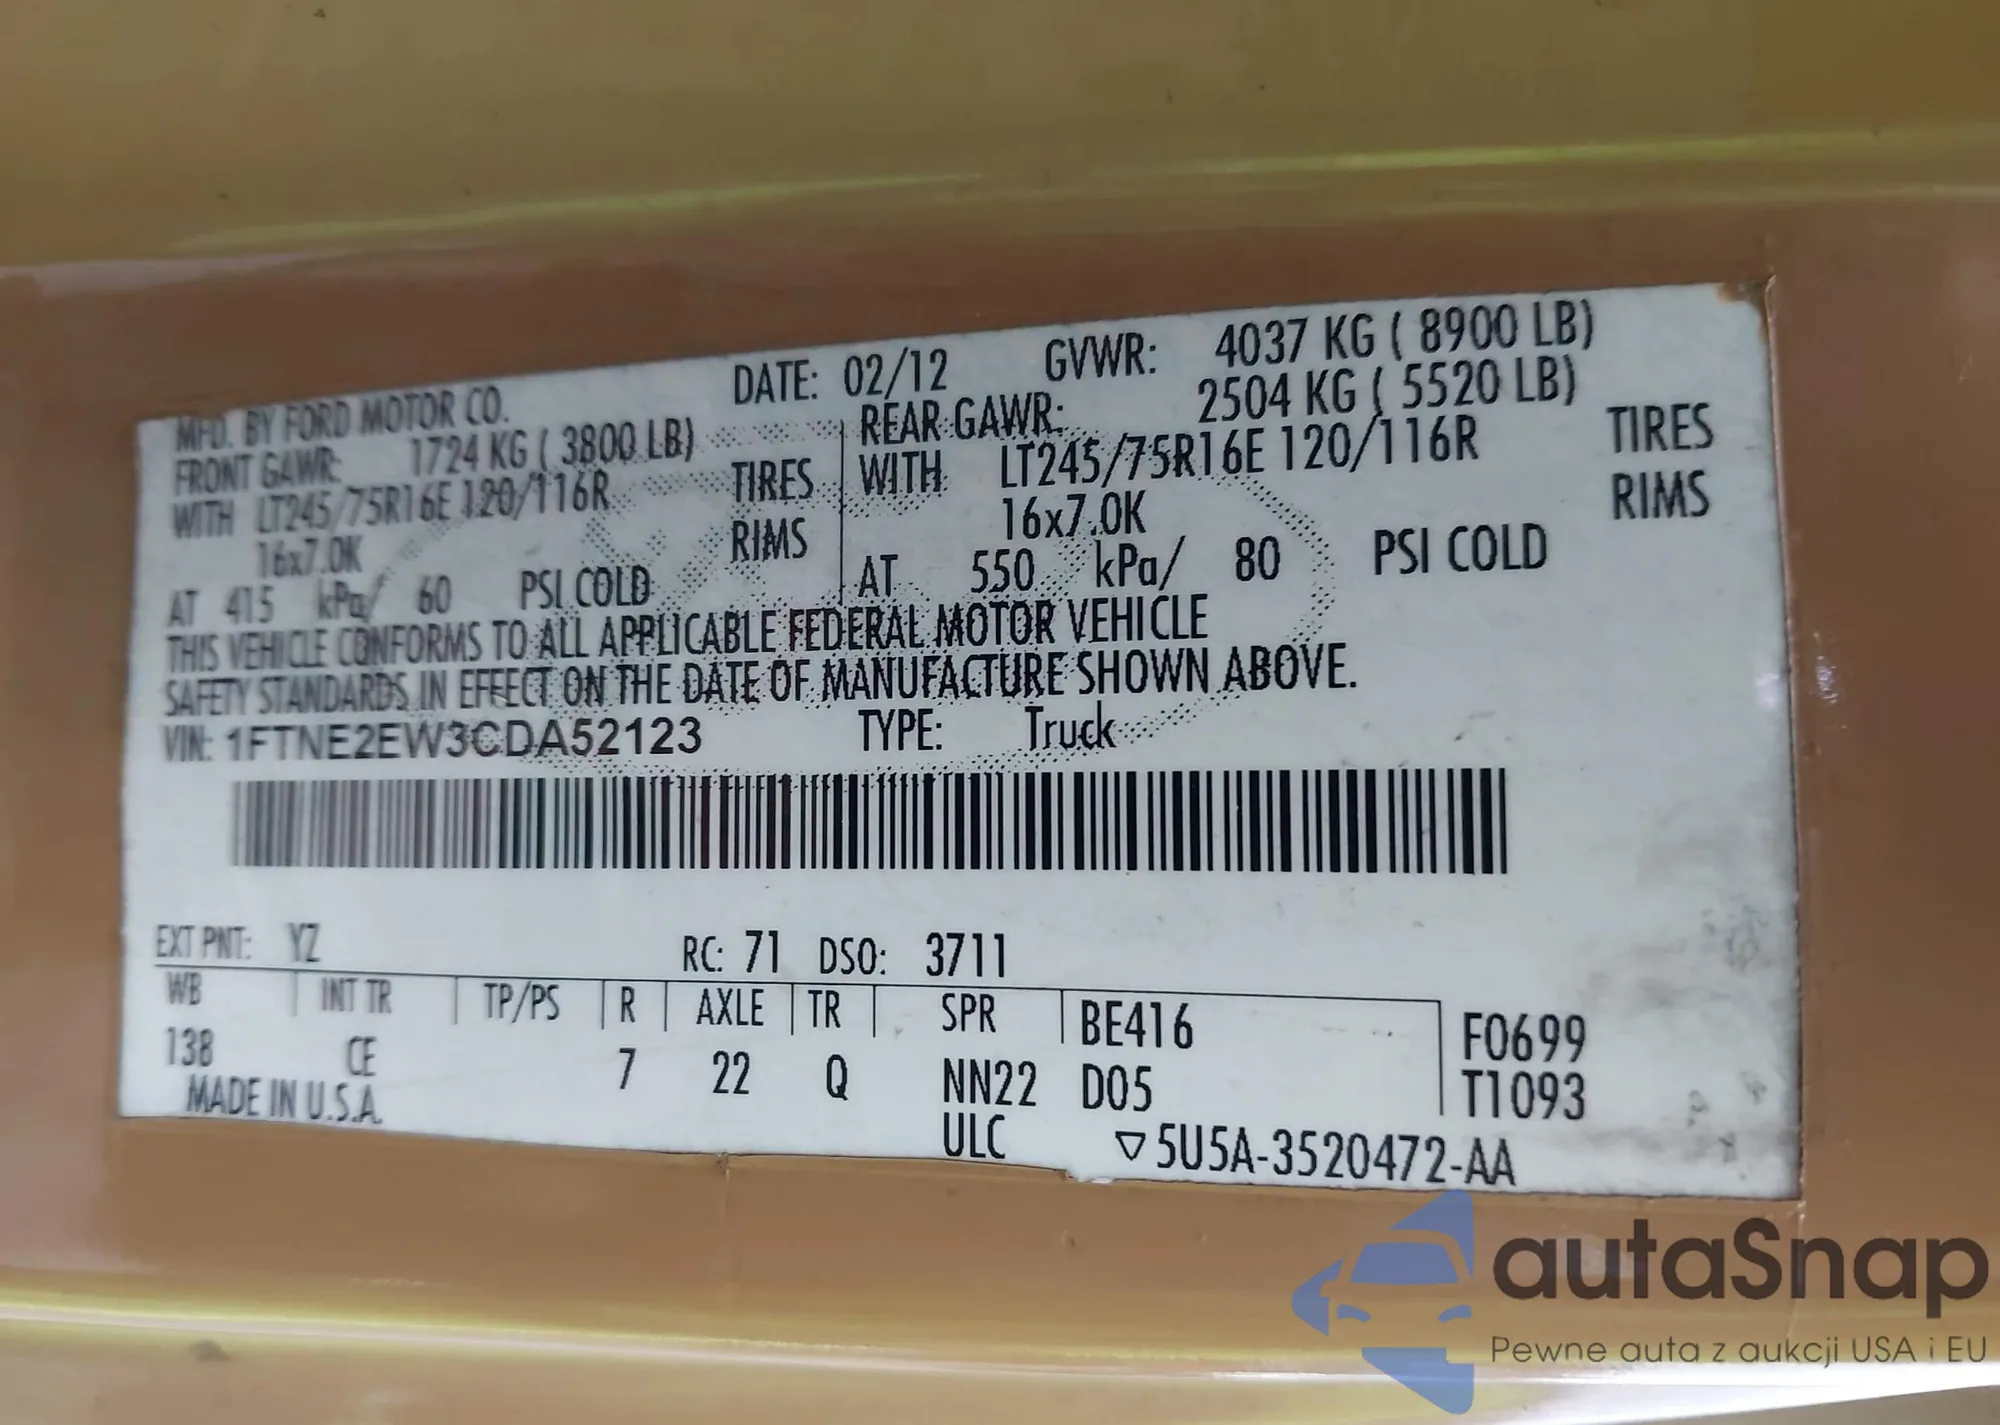 MFD. BY FORD MOTOR CO. DATE: 02/12 GVWR: 4037 KG ( 8900 LB)
FRONT GAWR: 1724 KG ( 3800 LB) REAR GAWR: 2504 KG ( 5520 LB)
WITH LT245/75R16E 120/116R TIRES WITH LT245/75R16E 120/116R TIRES
16x7.0K RIMS 16x7.0K RIMS
AT 415 kPa/ 60 PSI COLD AT 550 kPa/ 80 PSI COLD
THIS VEHICLE CONFORMS TO ALL APPLICABLE FEDERAL MOTOR VEHICLE
SAFETY STANDARDS IN EFFECT ON THE DATE OF MANUFACTURE SHOWN ABOVE.
VIN: 1FTNE2EW3CDA52123 TYPE: Truck
EXT PNT: YZ RC: 71 DSO: 3711
WB INT TR TP/PS R AXLE TR SPR BE416 F0699
138 CE 7 22 Q NN22 D05 T1093
MADE IN U.S.A. ULC ▽5U5A-3520472-AA
autaSnap
Pewne auta z aukcji USA i EU